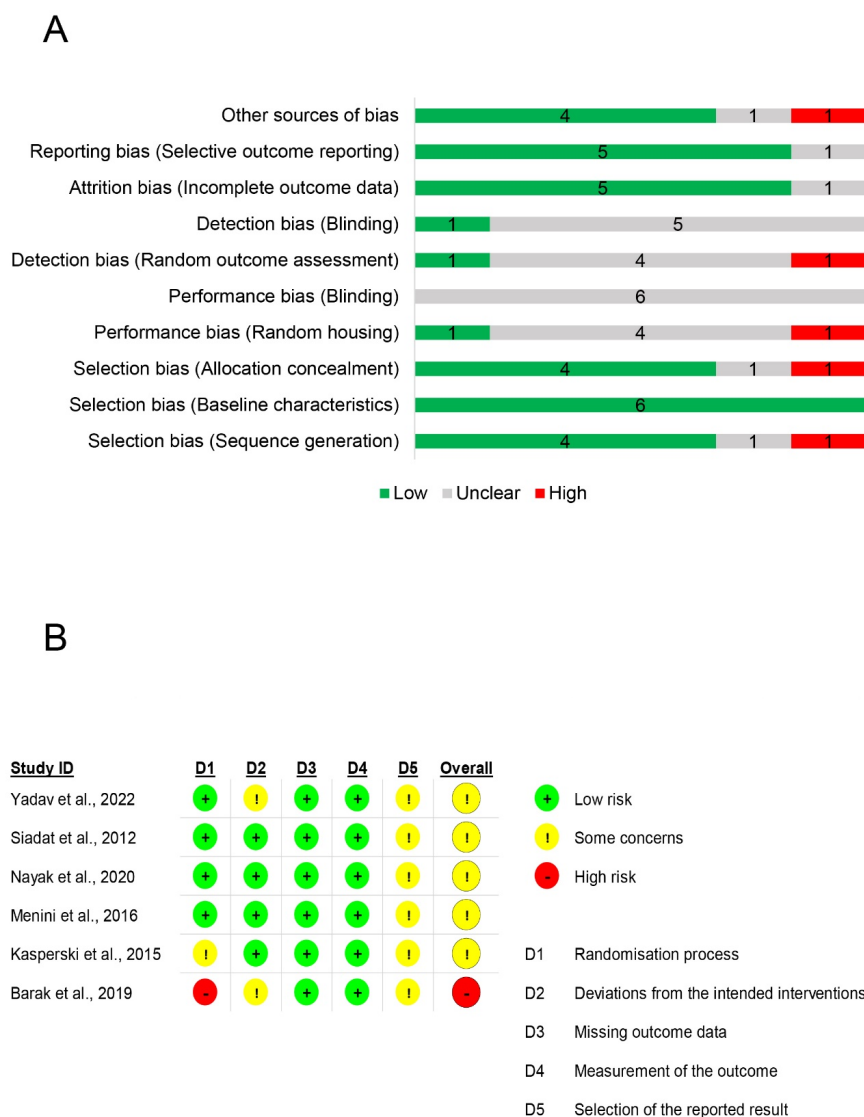 A
Other sources of bias 4 1 1
Reporting bias (Selective outcome reporting) 5 1
Attrition bias (Incomplete outcome data) 5 1
Detection bias (Blinding) 1 5
Detection bias (Random outcome assessment) 1 4 1
Performance bias (Blinding) 6
Performance bias (Random housing) 1 4 1
Selection bias (Allocation concealment) 4 1 1
Selection bias (Baseline characteristics) 6
Selection bias (Sequence generation) 4 1 1
Low Unclear High
B
Study ID D1 D2 D3 D4 D5 Overall
Yadav et al., 2022 + ! + + ! !
Siadat et al., 2012 + + + + ! !
Nayak et al., 2020 + + + + ! !
Menini et al., 2016 + + + + ! !
Kasperski et al., 2015 ! + + + ! !
Barak et al., 2019 - ! + + ! -
+ Low risk
! Some concerns
- High risk
D1 Randomisation process
D2 Deviations from the intended interventions
D3 Missing outcome data
D4 Measurement of the outcome
D5 Selection of the reported result